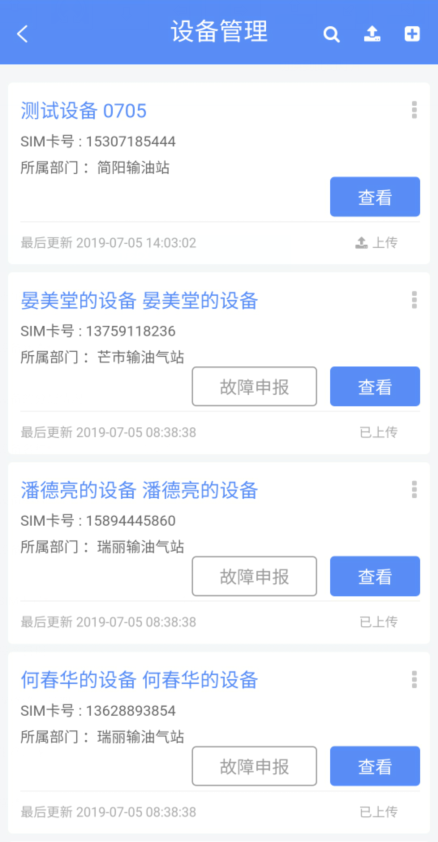 设备管理
测试设备 0705
SIM卡号 : 15307185444
所属部门 ：简阳输油站
查看
最后更新 2019-07-05 14:03:02
上传
晏美堂的设备 晏美堂的设备
SIM卡号 : 13759118236
所属部门 ：芒市输油气站
故障申报
查看
最后更新 2019-07-05 08:38:38
已上传
潘德亮的设备 潘德亮的设备
SIM卡号 : 15894445860
所属部门 ：瑞丽输油气站
故障申报
查看
最后更新 2019-07-05 08:38:38
已上传
何春华的设备 何春华的设备
SIM卡号 : 13628893854
所属部门 ：瑞丽输油气站
故障申报
查看
最后更新 2019-07-05 08:38:38
已上传